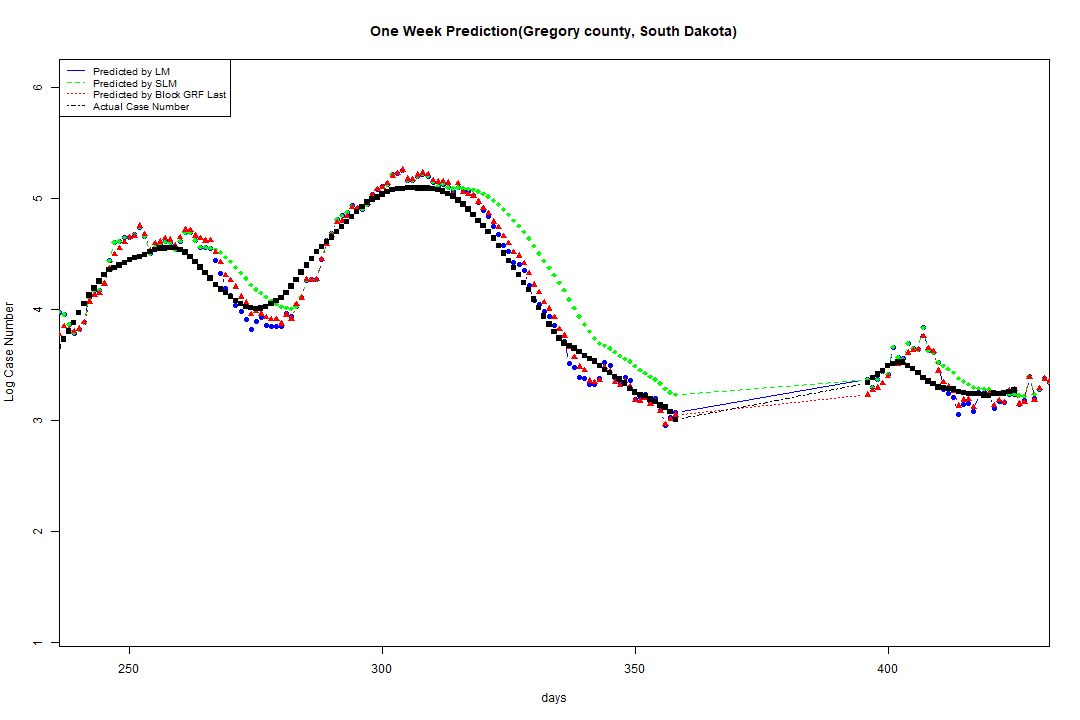 One Week Prediction(Gregory county, South Dakota)
Predicted by LM
Predicted by SLM
Predicted by Block GRF Last
Actual Case Number
6
5
4
3
2
1
Log Case Number
250 300 350 400
days